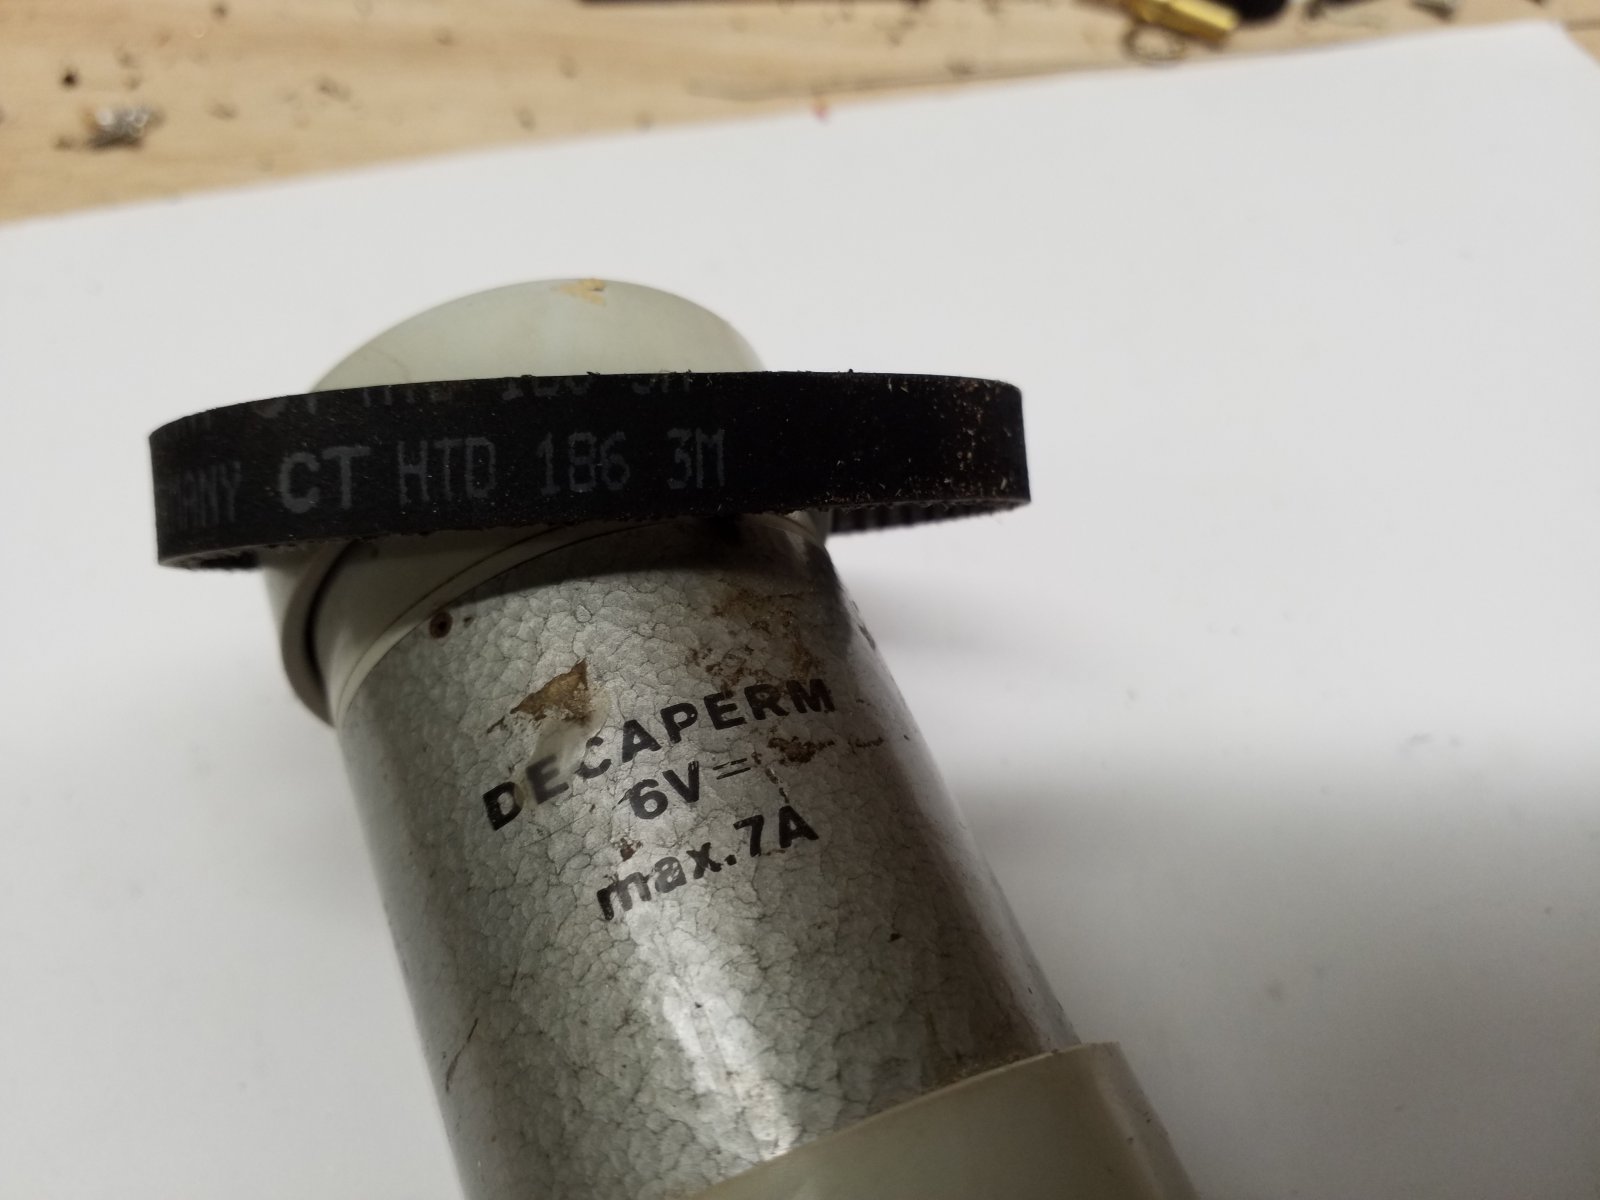 CT HTD 186 3M
DECAPERM
6V=
max.7A